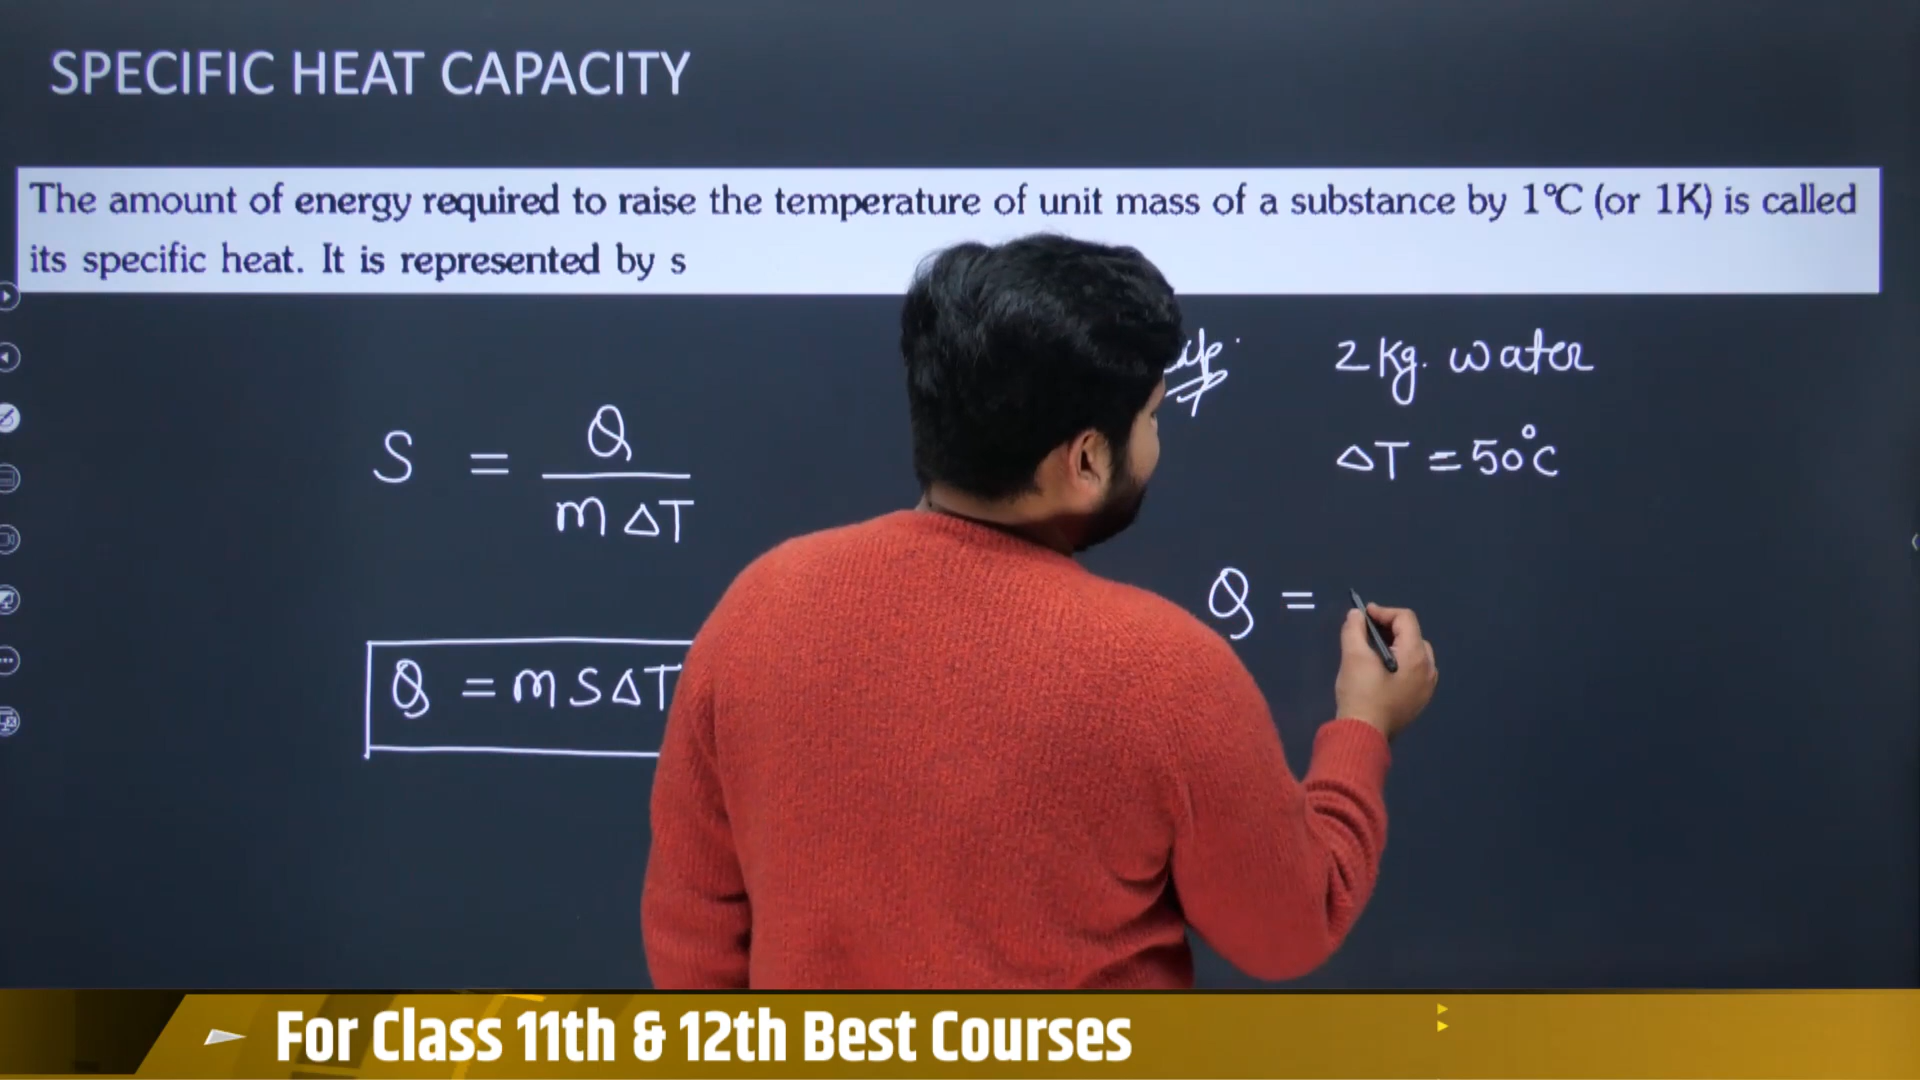 SPECIFIC HEAT CAPACITY
The amount of energy required to raise the temperature of unit mass of a substance by 1°C (or 1K) is called
its specific heat. It is represented by s
S = Q
m ΔT
Q = m S ΔT
2 Kg. water
ΔT = 50°C
Q =
For Class 11th & 12th Best Courses